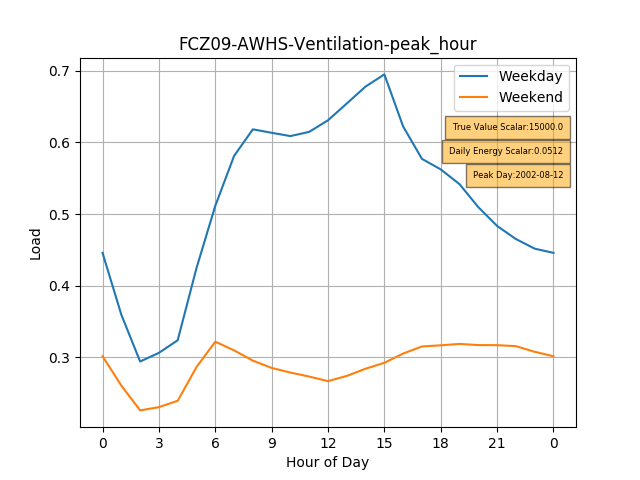 FCZ09-AWHS-Ventilation-peak_hour
Weekday
Weekend
True Value Scalar:15000.0
Daily Energy Scalar:0.0512
Peak Day:2002-08-12
Load
0.7
0.6
0.5
0.4
0.3
0 3 6 9 12 15 18 21 0
Hour of Day